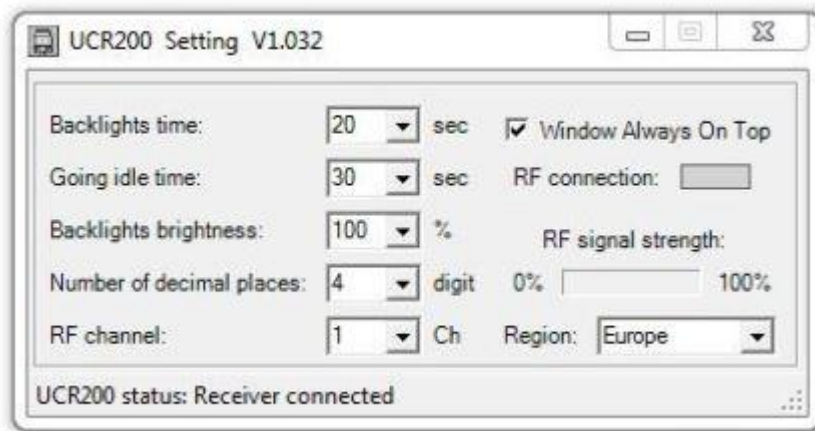 UCR200 Setting V1.032
Backlights time: 20 sec Window Always On Top
Going idle time: 30 sec RF connection:
Backlights brightness: 100 % RF signal strength:
Number of decimal places: 4 digit 0% 100%
RF channel: 1 Ch Region: Europe
UCR200 status: Receiver connected